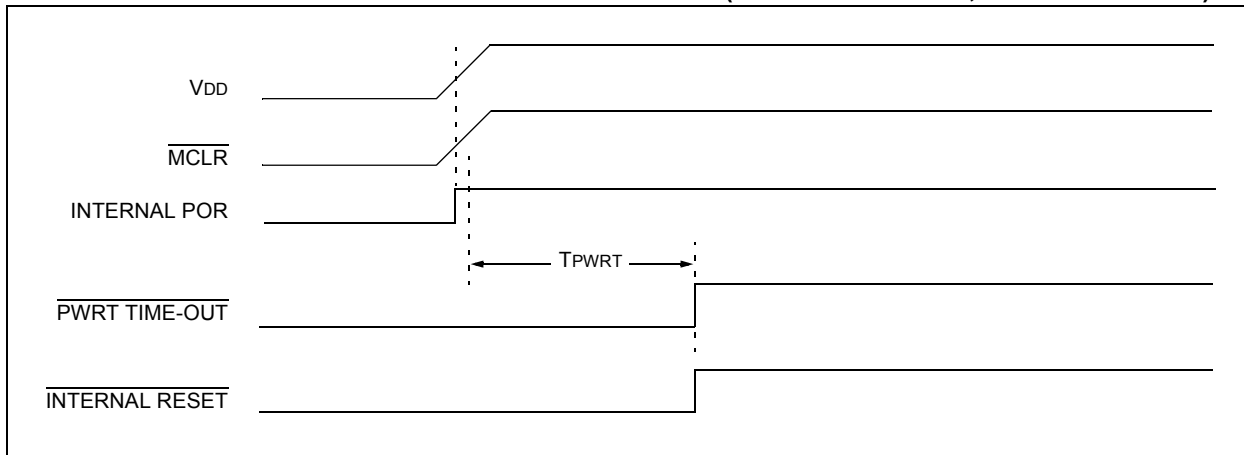 VDD
MCLR
INTERNAL POR
TPWRT
PWRT TIME-OUT
INTERNAL RESET